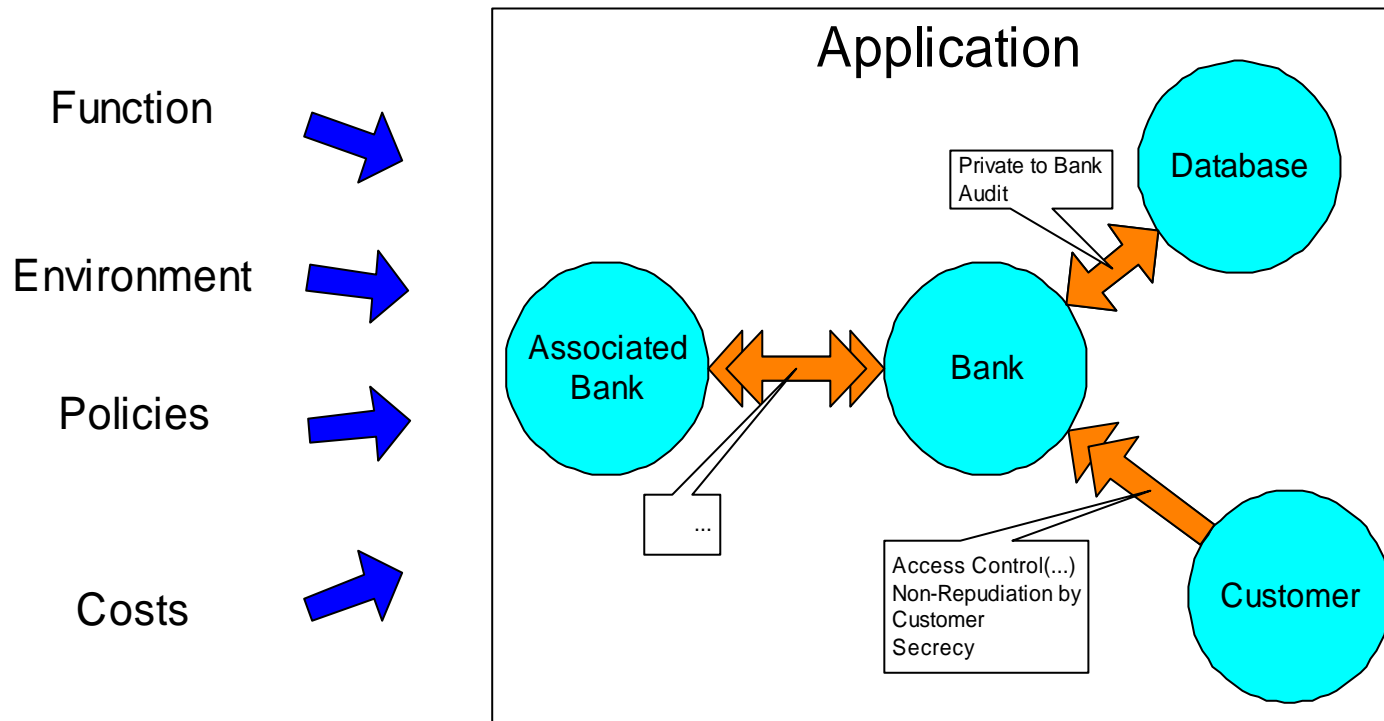 Application
Function
Environment
Policies
Costs
Private to Bank
Audit
Database
Associated
Bank
Bank
...
Access Control(...)
Non-Repudiation by
Customer
Secrecy
Customer